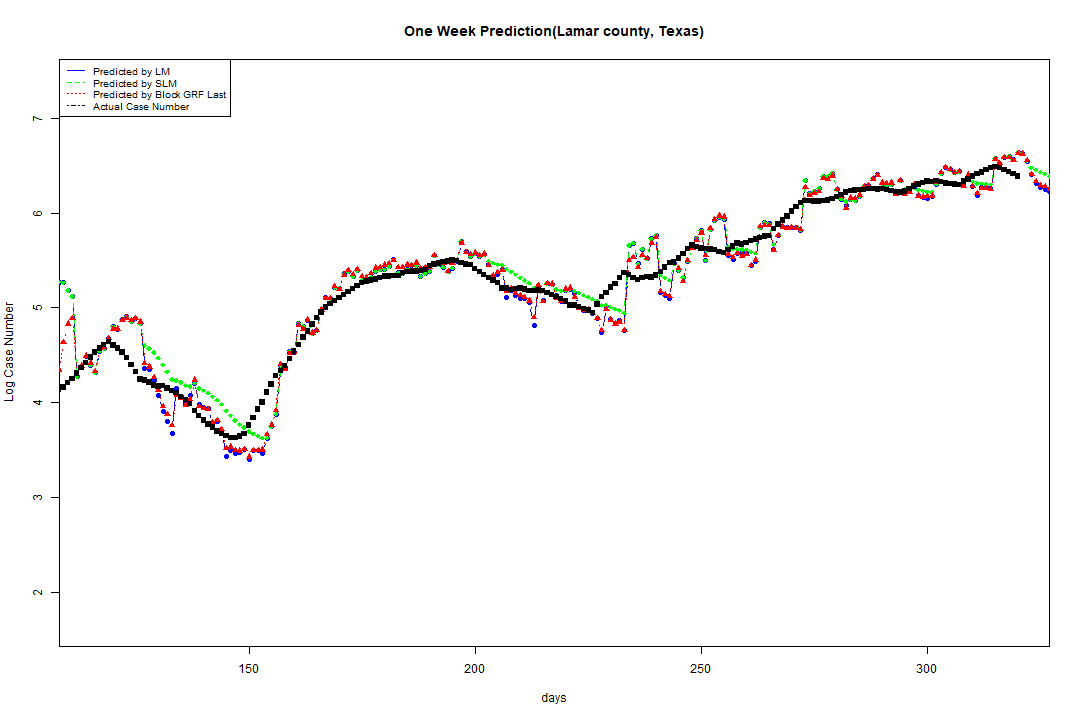 One Week Prediction(Lamar county, Texas)
Predicted by LM
Predicted by SLM
Predicted by Block GRF Last
Actual Case Number
7
6
5
4
3
2
Log Case Number
150 200 250 300
days